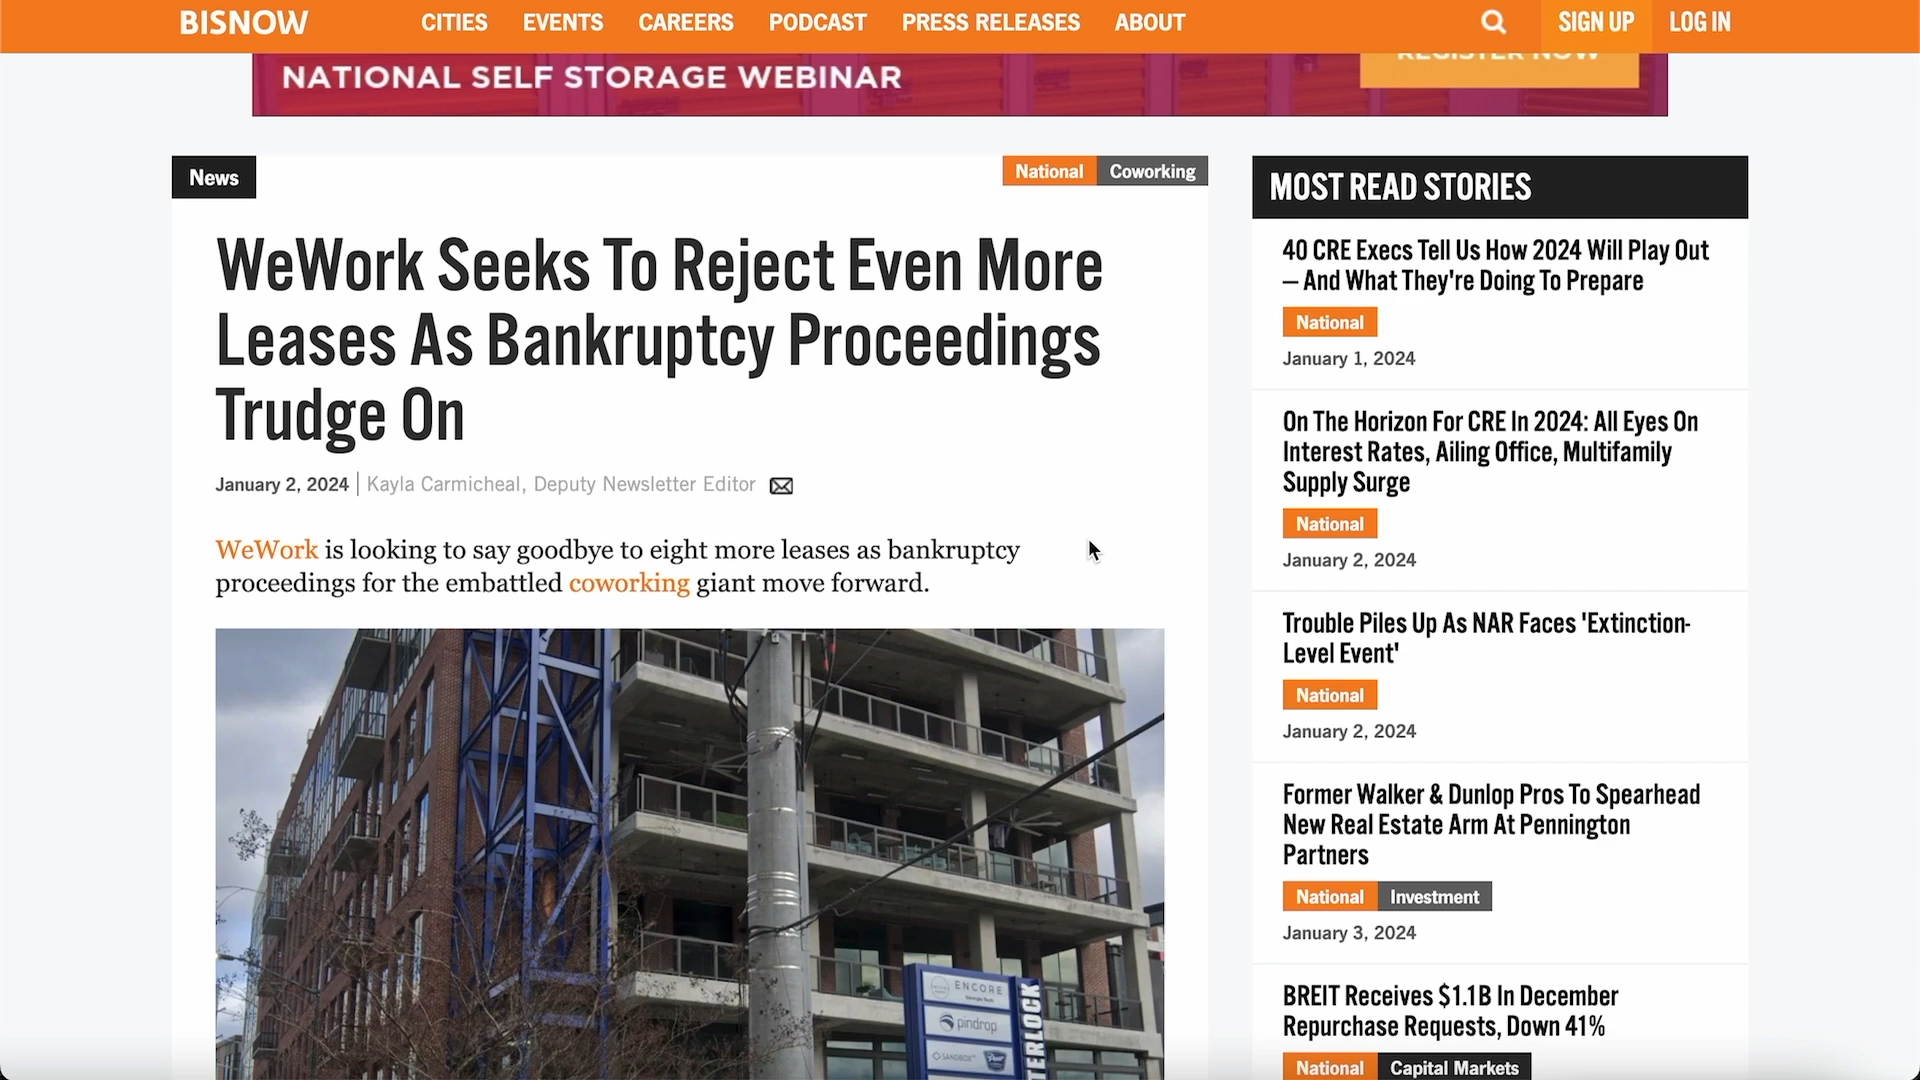 BISNOW
CITIES
EVENTS
CAREERS
PODCAST
PRESS RELEASES
ABOUT
SIGN UP
LOG IN
NATIONAL SELF STORAGE WEBINAR
REGISTER NOW
News
National
Coworking
WeWork Seeks To Reject Even More
Leases As Bankruptcy Proceedings
Trudge On
January 2, 2024 | Kayla Carmicheal, Deputy Newsletter Editor
WeWork is looking to say goodbye to eight more leases as bankruptcy
proceedings for the embattled coworking giant move forward.
ENCORE
pindrop
SANDBOX
TERLOCK
MOST READ STORIES
40 CRE Execs Tell Us How 2024 Will Play Out
— And What They're Doing To Prepare
National
January 1, 2024
On The Horizon For CRE In 2024: All Eyes On
Interest Rates, Ailing Office, Multifamily
Supply Surge
National
January 2, 2024
Trouble Piles Up As NAR Faces 'Extinction-
Level Event'
National
January 2, 2024
Former Walker & Dunlop Pros To Spearhead
New Real Estate Arm At Pennington
Partners
National
Investment
January 3, 2024
BREIT Receives $1.1B In December
Repurchase Requests, Down 41%
National
Capital Markets